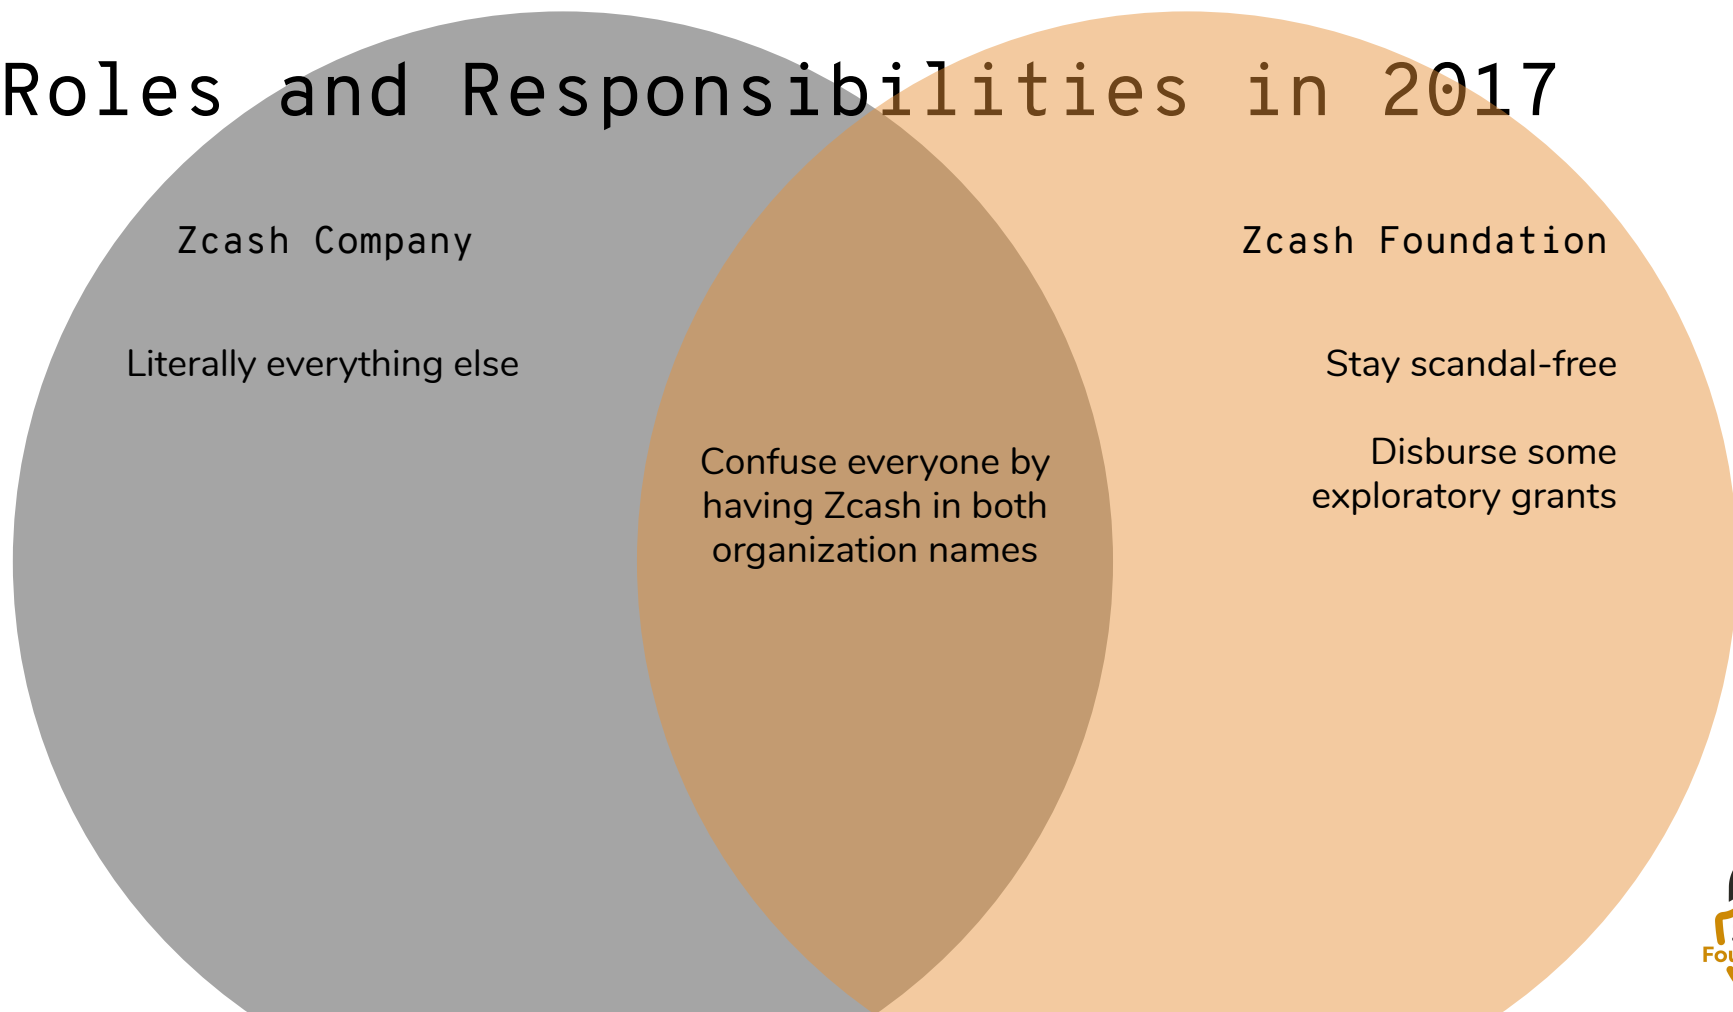 Roles and Responsibilities in 2017
Zcash Company
Literally everything else
Confuse everyone by
having Zcash in both
organization names
Zcash Foundation
Stay scandal-free
Disburse some
exploratory grants